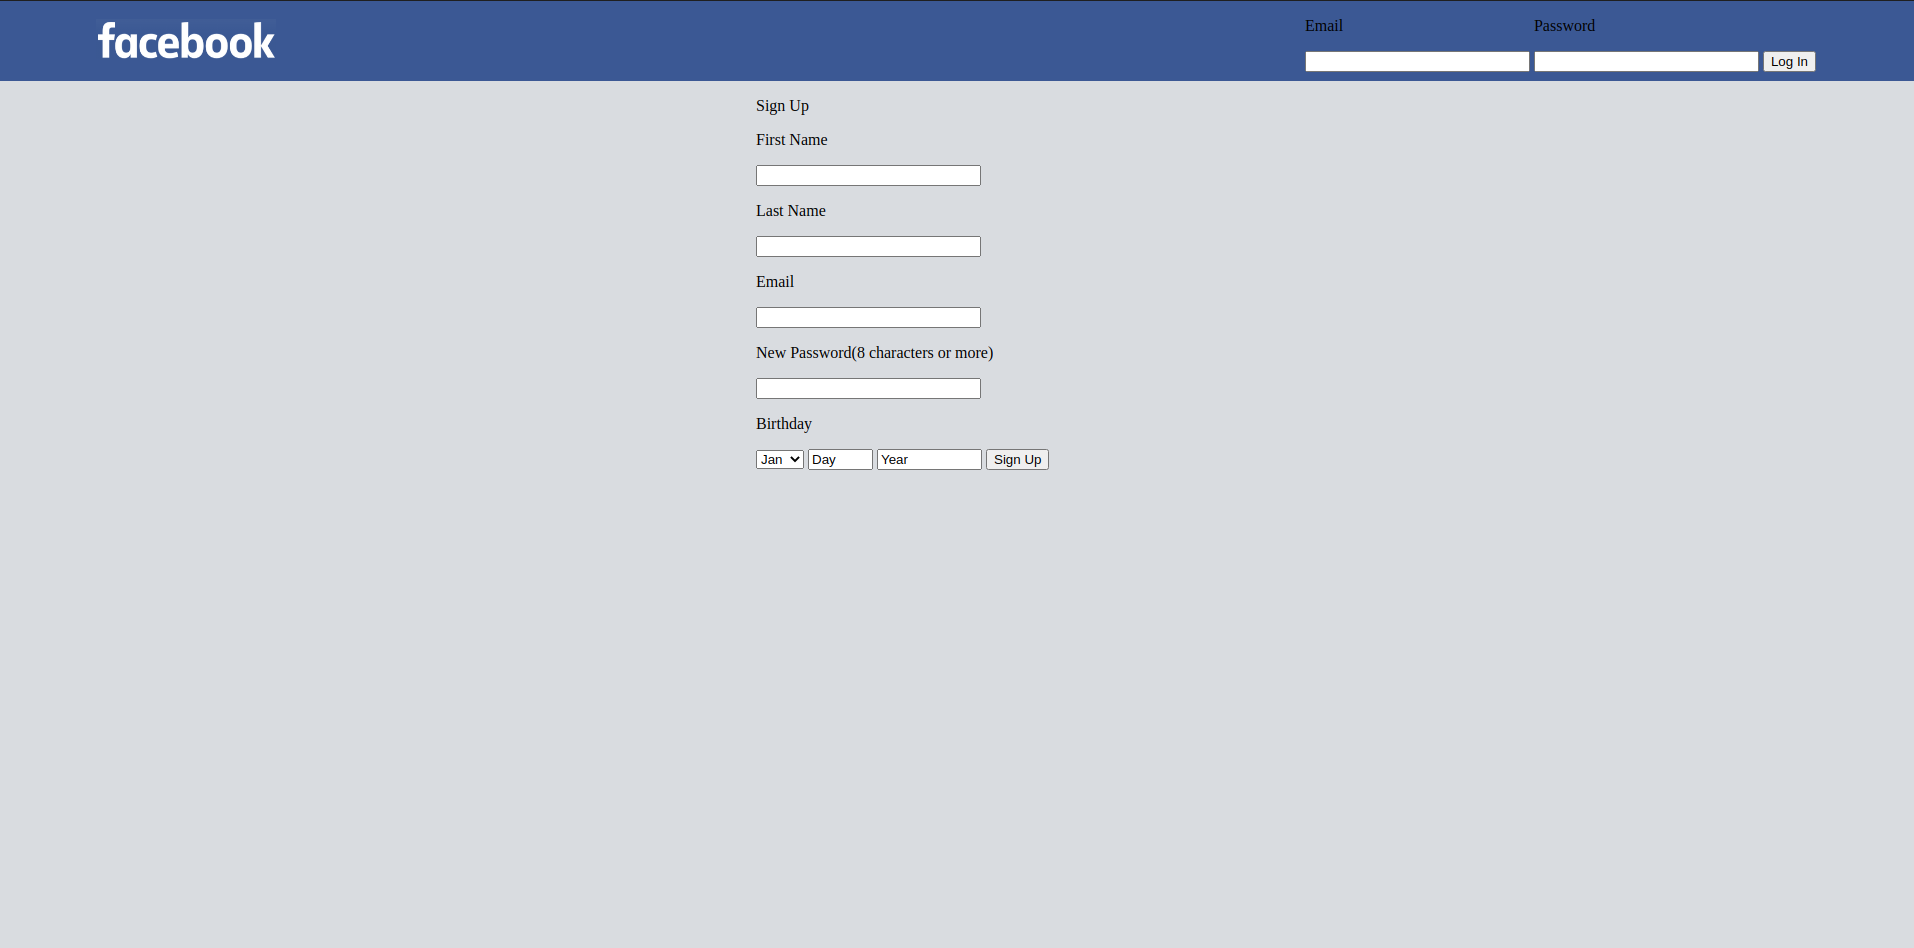 facebook
Email Password
Log In
Sign Up
First Name
Last Name
Email
New Password(8 characters or more)
Birthday
Jan Day Year Sign Up